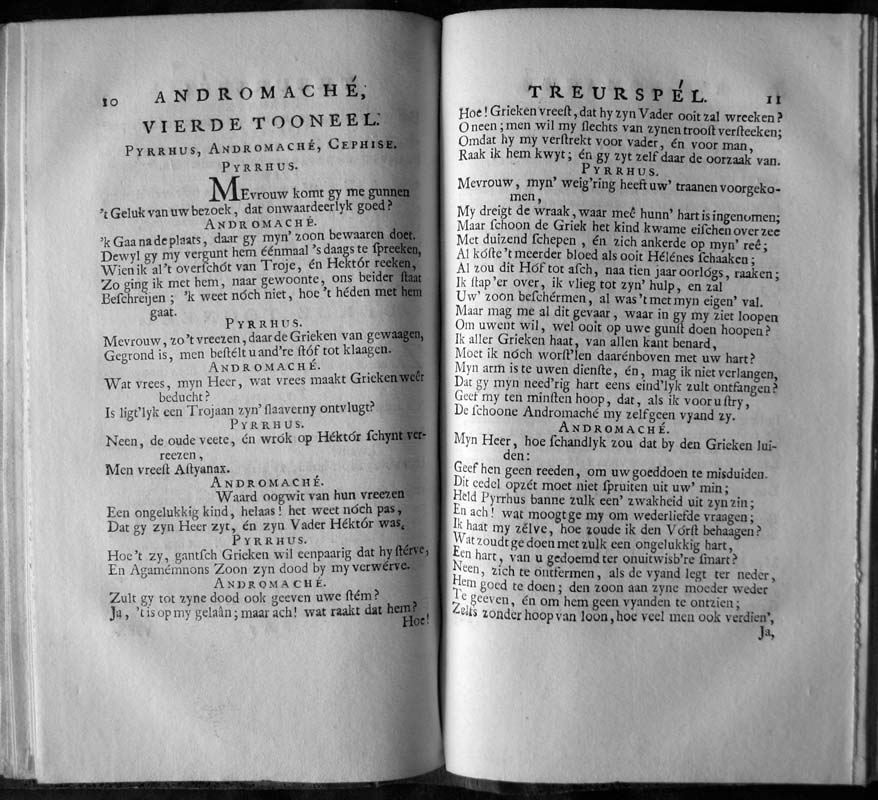 10 ANDROMACHÉ,
VIERDE TOONEEL.
PYRRHUS, ANDROMACHÉ, CEPHISE.
PYRRHUS.
MEvrouw komt gy me gunnen
't Geluk van uw bezoek, dat onwaardeerlyk goed?
ANDROMACHÉ.
'k Ga na de plaats, daar gy myn' zoon bewaaren doet.
Dewyl gy my vergunt hem éénmaal 's daags te ſpreeken,
Wien ik al't overſchót van Troje, én Hektór reeken,
Zo ging ik met hem, naar gewoonte, ons beider ſtaat
Beſchreijen; 'k weet nóch niet, hoe 't héden met hem
gaat.
PYRRHUS.
Mevrouw, zo't vreezen, daar de Grieken van gewaagen,
Gegrond is, men beſtélt u and're ſtóf tot klaagen.
ANDROMACHÉ.
Wat vrees, myn Heer, wat vrees maakt Grieken weêr
beducht?
Is ligt'lyk een Trojaan zyn' ſlaaverny ontvlugt?
PYRRHUS.
Neen, de oude veete, én wrók op Héktór ſchynt ver-
reezen,
Men vreeſt Aſtyanax.
ANDROMACHÉ.
Waard oogwit van hun vreezen
Een ongelukkig kind, helaas! het weet nóch pas,
Dat gy zyn Heer zyt, én zyn Vader Héktór was.
PYRRHUS.
Hoe't zy, gantſch Grieken wil eenpaarig dat hy ſtérve,
En Agamémnons Zoon zyn dood by my verwérve.
ANDROMACHÉ.
Zult gy tot zyne dood ook geeven uwe ſtém?
Ja, 't is op my gelaân; maar ach! wat raakt dat hem?
Hoe!
TREURSPÉL. 11
Hoe! Grieken vreeſt, dat hy zyn Vader ooit zal wreeken?
O neen; men wil my ſlechts van zynen trooſt verſteeken;
Omdat hy my verſtrekt voor vader, én voor man,
Raak ik hem kwyt; én gy zyt zelf daar de oorzaak van.
PYRRHUS.
Mevrouw, myn' weig'ring heeft uw' traanen voorgeko-
men,
My dreigt de wraak, waar meê hunn' hart is ingenomen;
Maar ſchoon de Griek het kind kwame eiſchen over zee
Met duizend ſchepen, én zich ankerde op myn' reê;
Al kóſte 't meerder bloed als ooit Hélénes ſchaaken;
Al zou dit Hóf tot aſch, naa tien jaar oorlógs, raaken;
Ik ſtap'er over, ik vlieg tot zyn' hulp, en zal
Uw' zoon beſchérmen, al was't met myn eigen' val.
Maar mag me al dit gevaar, waar in gy my ziet loopen
Om uwent wil, wel ooit op uwe gunſt doen hoopen?
Ik aller Grieken haat, van allen kant benard,
Moet ik nóch worſt'len daarénboven met uw hart?
Myn arm is te uwen dienſte, én, mag ik niet verlangen,
Dat gy myn need'rig hart eens eind'lyk zult ontfangen?
Geef my ten minſten hoop, dat, als ik voor u ſtry,
De ſchoone Andromaché my zelf geen vyand zy.
ANDROMACHÉ.
Myn Heer, hoe ſchandlyk zou dat by den Grieken lui-
den:
Geef hen geen reeden, om uw goeddoen te misduiden.
Dit eedel opzét moet niet ſpruiten uit uw' min;
Held Pyrrhus banne zulk een' zwakheid uit zyn zin;
En ach! wat moogt ge my om wederliefde vraagen;
Ik haat my zélve, hoe zoude ik den Vórſt behaagen?
Wat zoudt ge doen met zulk een ongelukkig hart,
Een hart, van u gedoemd ter onuitwisb're ſmart?
Neen, zich te ontfermen, als de vyand legt ter neder,
Hem goed te doen; den zoon aan zyne moeder weder
Te geeven, én om hem geen vyanden te ontzien;
Zelfs zonder hoop van loon, hoe veel men ook verdien',
Ja,